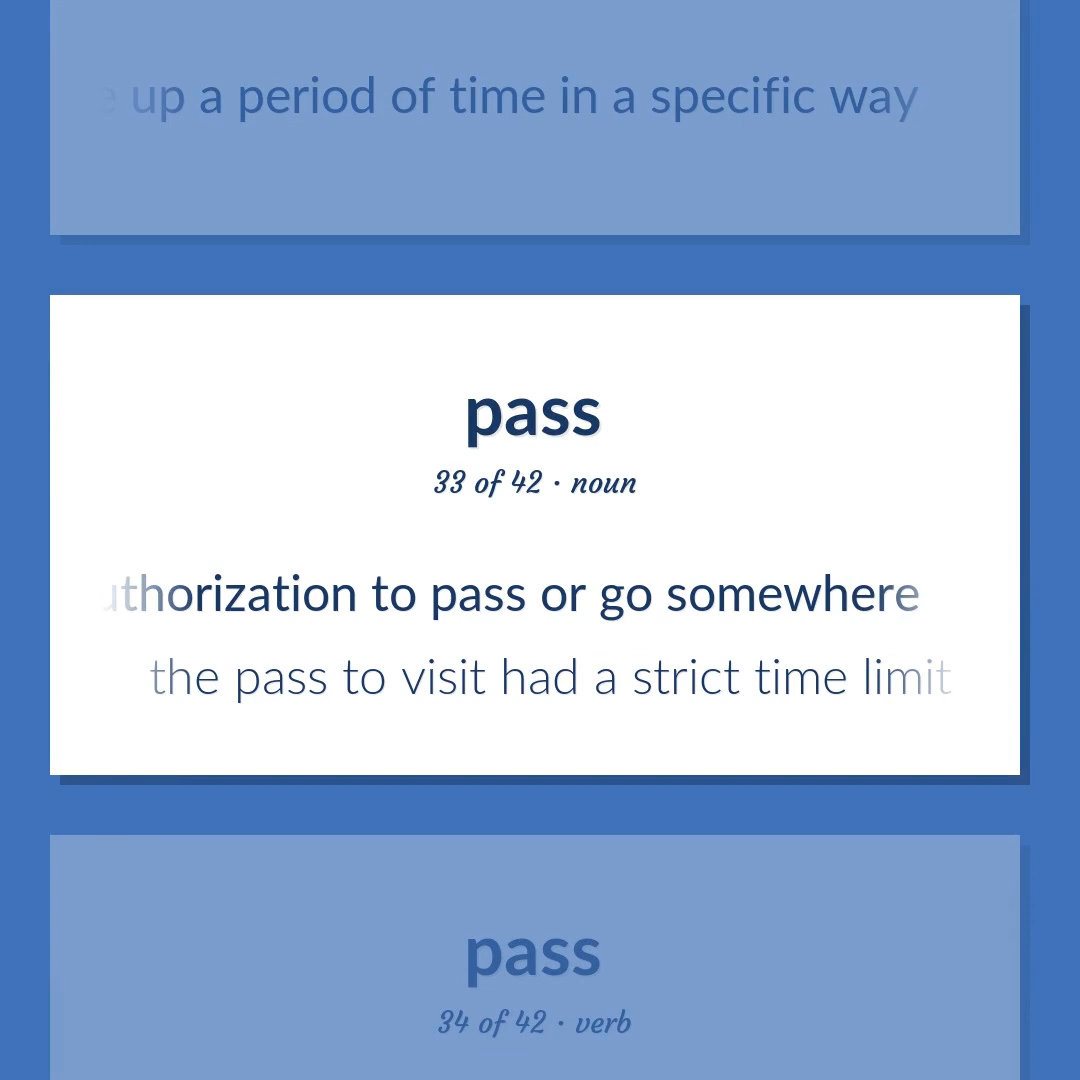 up a period of time in a specific way
pass
33 of 42 · noun
uthorization to pass or go somewhere
the pass to visit had a strict time limit
pass
34 of 42 · verb